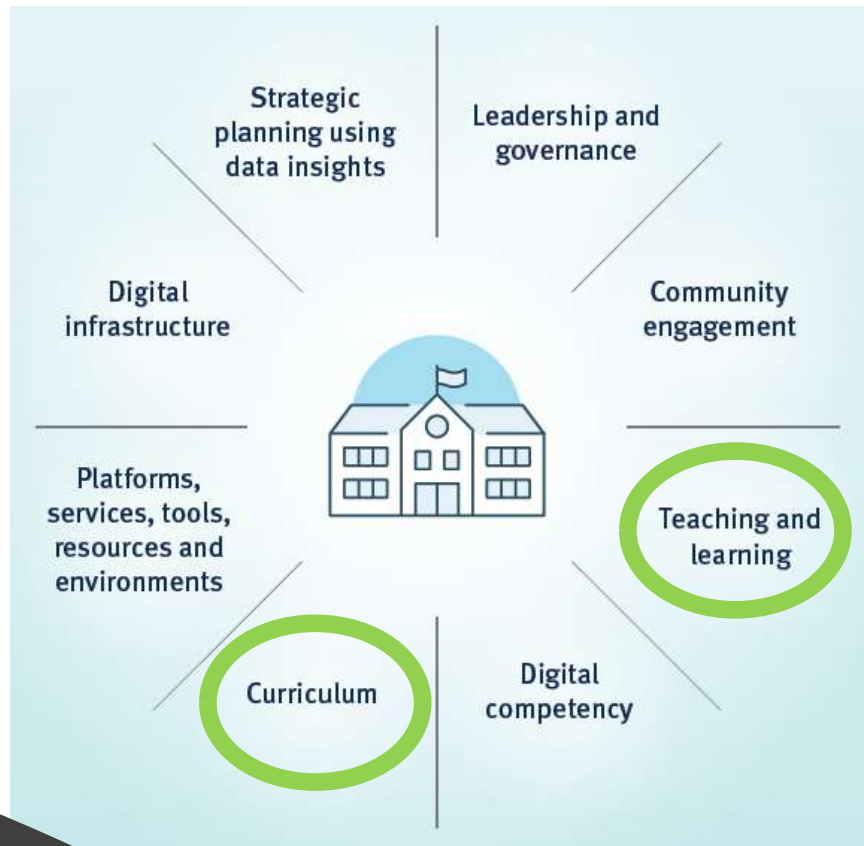 Strategic
planning using
data insights
Leadership and
governance
Digital
infrastructure
Community
engagement
Platforms,
services, tools,
resources and
environments
Teaching and
learning
Curriculum
Digital
competency